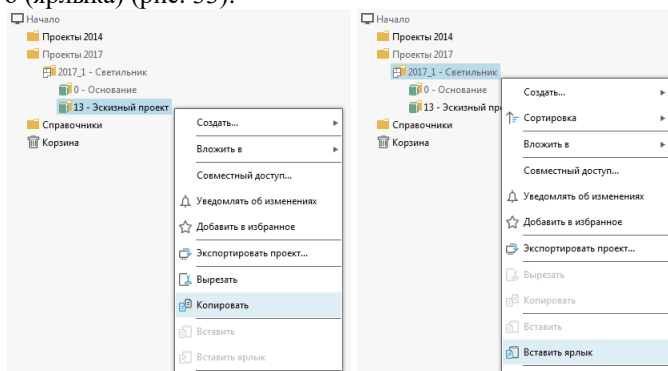 (ярлыка) (рис. 35).
Начало
Проекты 2014
Проекты 2017
2017_1 - Светильник
0 - Основание
13 - Эскизный проект
Справочники
Корзина
Создать...
Вложить в
Совместный доступ...
Уведомлять об изменениях
Добавить в избранное
Экспортировать проект...
Вырезать
Копировать
Вставить
Вставить ярлык
Начало
Проекты 2014
Проекты 2017
2017_1 - Светильник
0 - Основание
13 - Эскизный пр
Справочники
Корзина
Создать...
Сортировка
Вложить в
Совместный доступ...
Уведомлять об изменениях
Добавить в избранное
Экспортировать проект...
Вырезать
Копировать
Вставить
Вставить ярлык